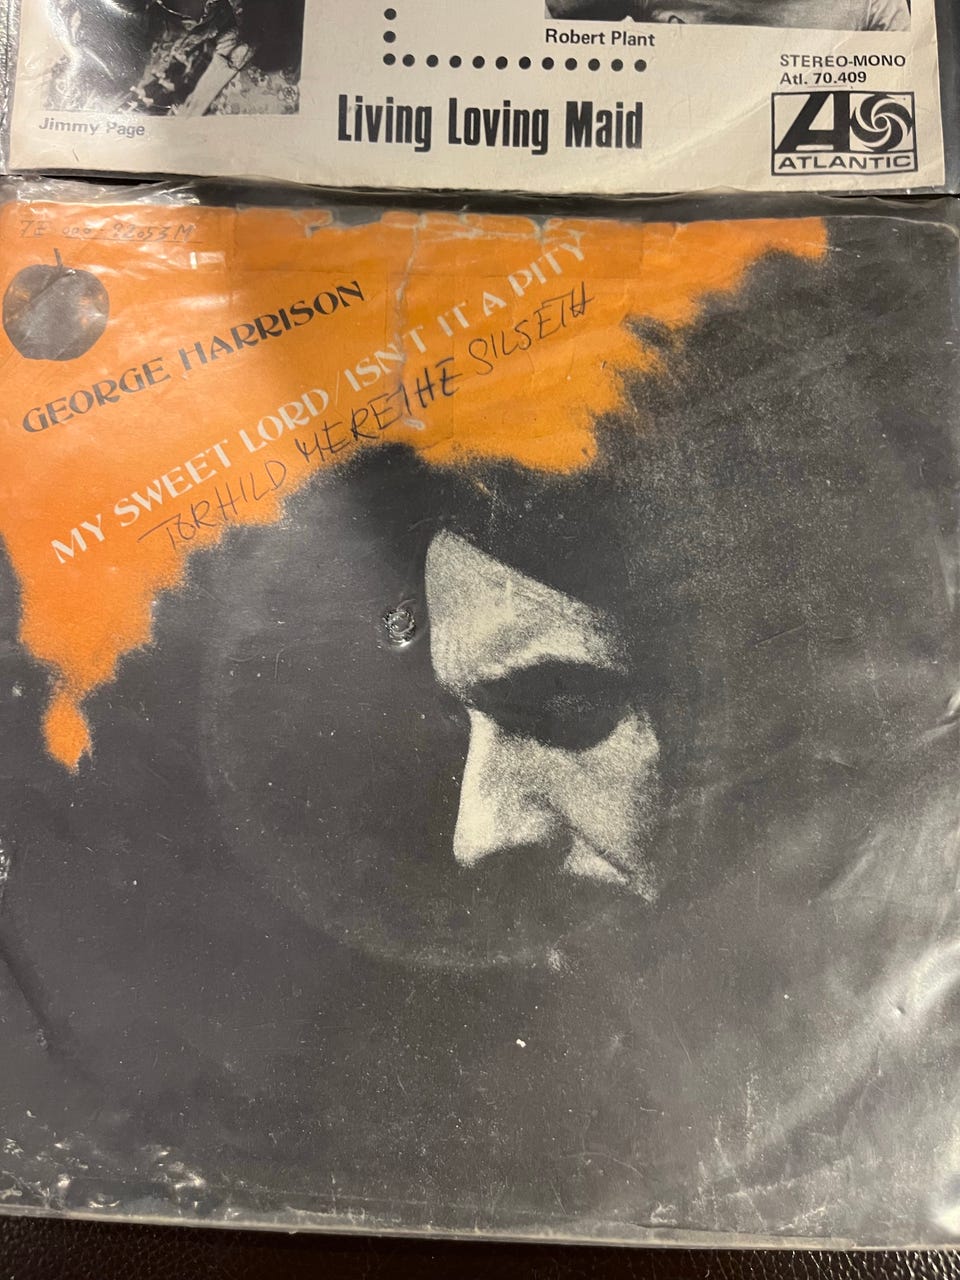 Robert Plant
STEREO-MONO
Atl. 70.409
Jimmy Page
Living Loving Maid
ATLANTIC
GEORGE HARRISON
MY SWEET LORD/ISN'T IT A PITY
TORHILD MERETHE SILSETH